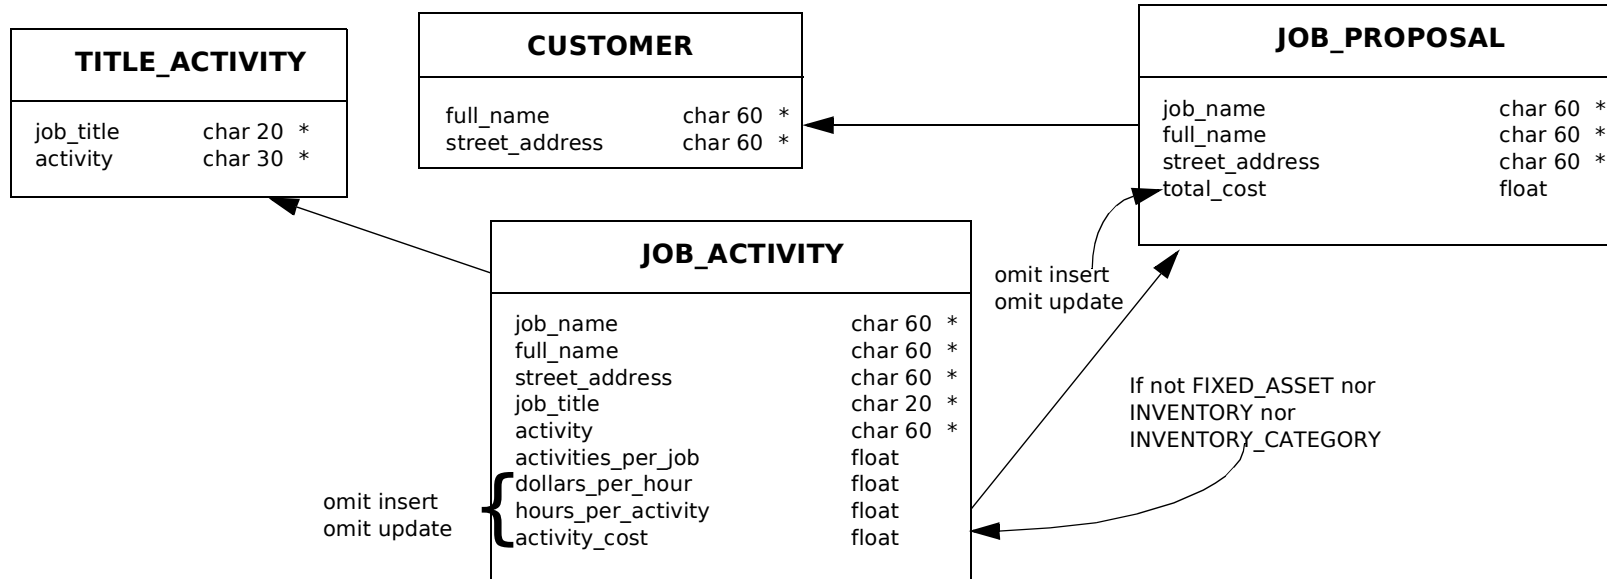 TITLE_ACTIVITY
job_title char 20 *
activity char 30 *
CUSTOMER
full_name char 60 *
street_address char 60 *
JOB_PROPOSAL
job_name char 60 *
full_name char 60 *
street_address char 60 *
total_cost float
omit insert
omit update
JOB_ACTIVITY
job_name char 60 *
full_name char 60 *
street_address char 60 *
job_title char 20 *
activity char 60 *
activities_per_job float
dollars_per_hour float
hours_per_activity float
activity_cost float
omit insert
omit update
If not FIXED_ASSET nor
INVENTORY nor
INVENTORY_CATEGORY